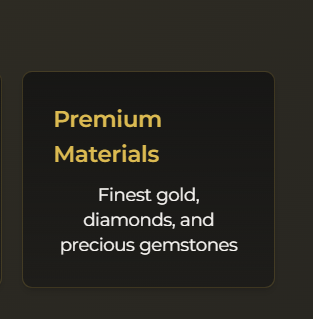 Premium
Materials
Finest gold,
diamonds, and
precious gemstones